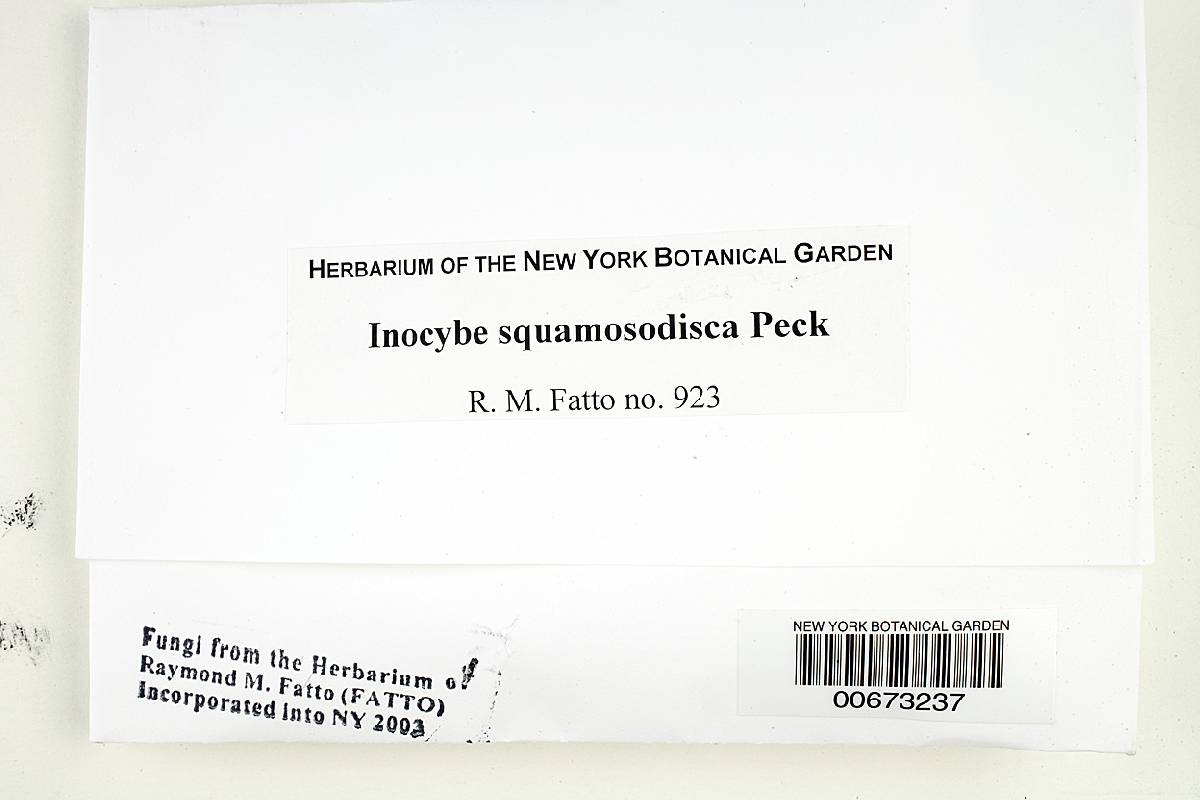 HERBARIUM OF THE NEW YORK BOTANICAL GARDEN
Inocybe squamosodisca Peck
R. M. Fatto no. 923
Fungi from the Herbarium of
Raymond M. Fatto (FATTO)
Incorporated into NY 2003
NEW YORK BOTANICAL GARDEN
00673237